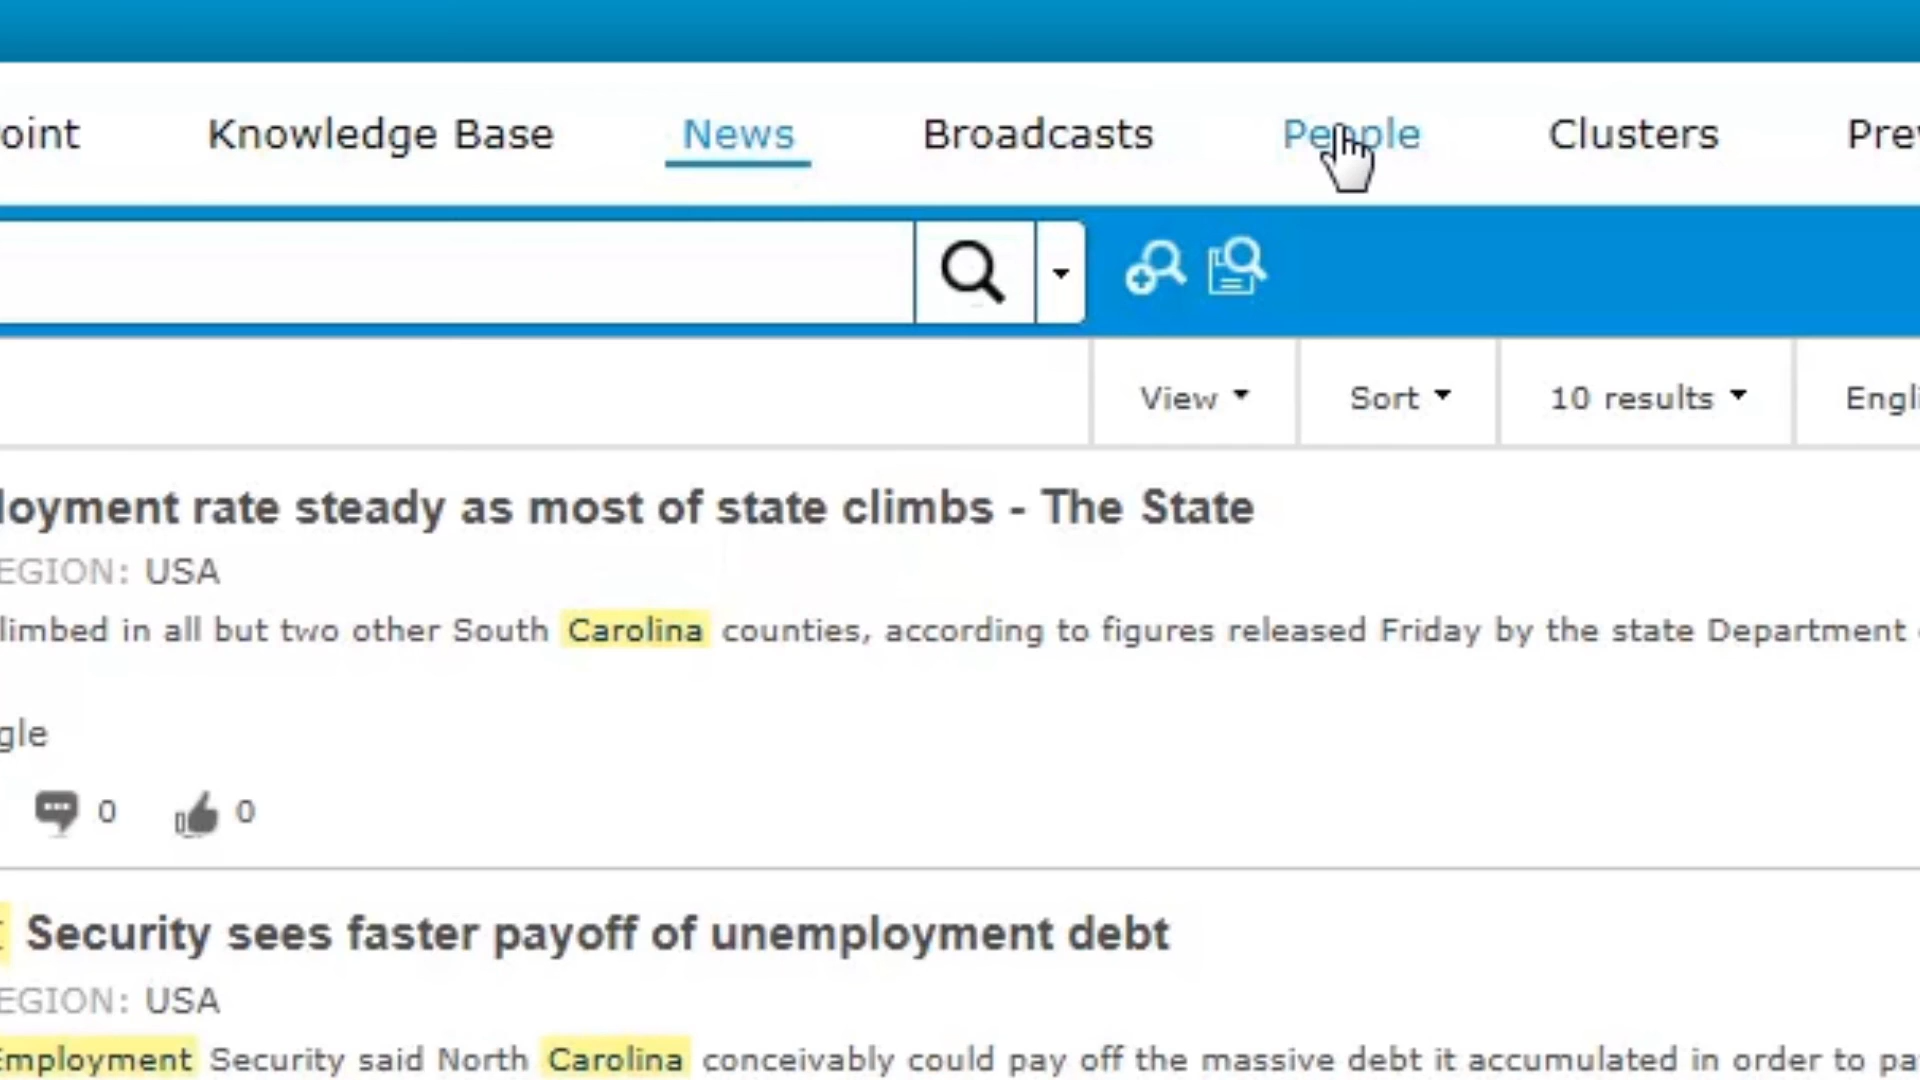 oint Knowledge Base News Broadcasts People Clusters Pre
View Sort 10 results Engli
loyment rate steady as most of state climbs - The State
EGION: USA
limbed in all but two other South Carolina counties, according to figures released Friday by the state Department
gle
0 0
Security sees faster payoff of unemployment debt
EGION: USA
Employment Security said North Carolina conceivably could pay off the massive debt it accumulated in order to pa